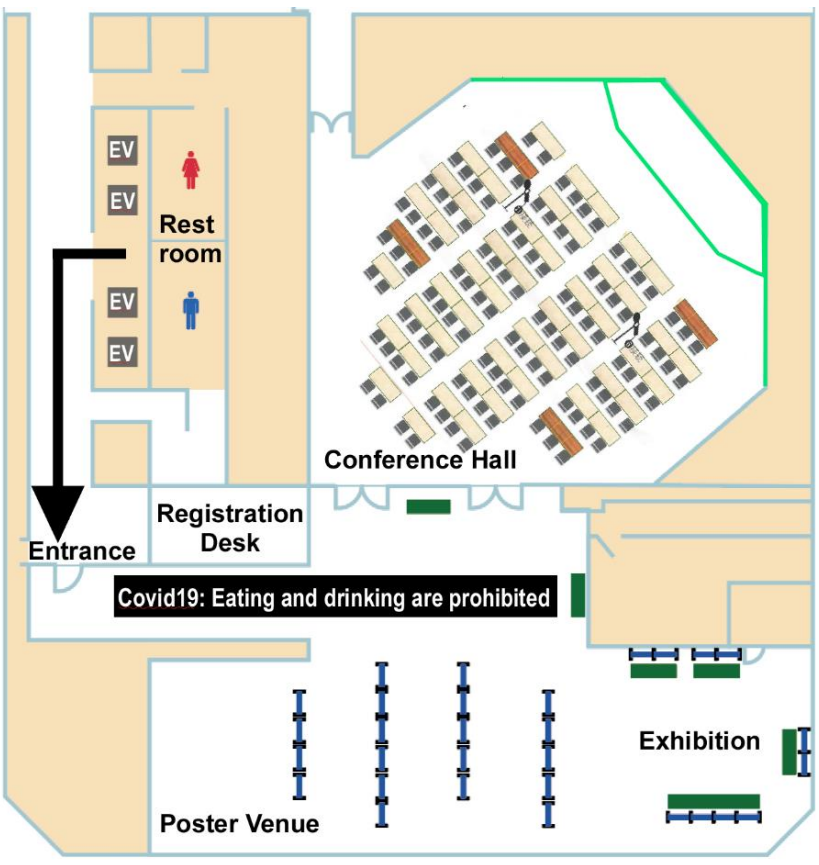 EV
EV
Rest
room
EV
EV
Conference Hall
Registration
Desk
Entrance
Covid19: Eating and drinking are prohibited
Exhibition
Poster Venue